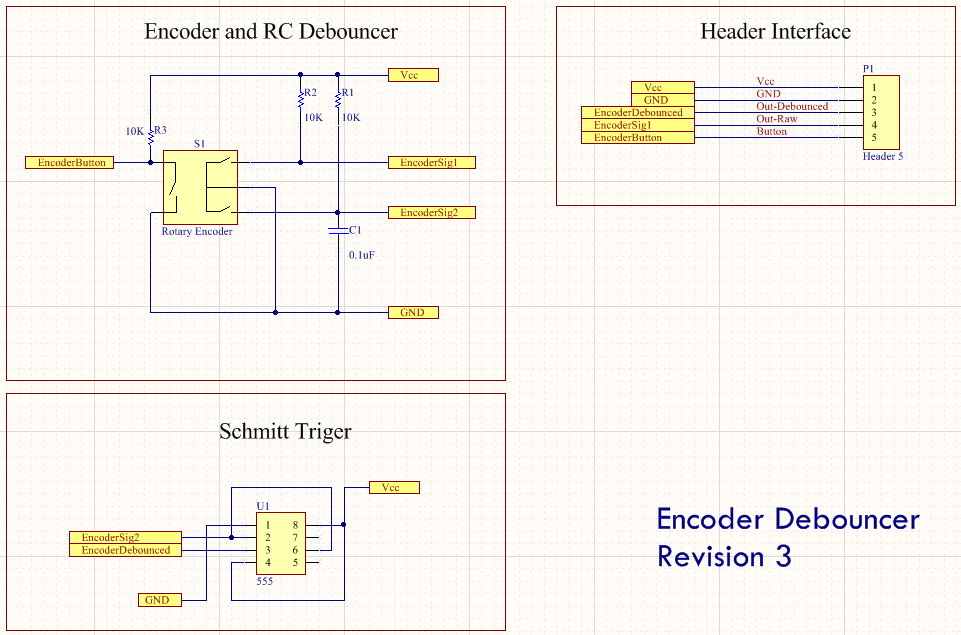 Encoder and RC Debouncer
Vcc
R2
R1
10K
10K
10K
R3
S1
EncoderButton
EncoderSig1
EncoderSig2
Rotary Encoder
C1
0.1uF
GND
Header Interface
P1
Vcc
Vcc
1
GND
GND
2
EncoderDebounced
Out-Debounced
3
EncoderSig1
Out-Raw
4
EncoderButton
Button
5
Header 5
Schmitt Triger
Vcc
U1
1
8
EncoderSig2
2
7
EncoderDebounced
3
6
4
5
555
GND
Encoder Debouncer
Revision 3